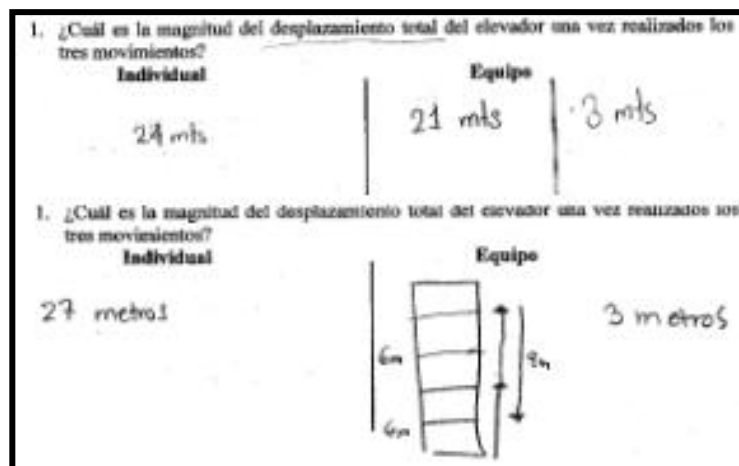 1. ¿Cuál es la magnitud del desplazamiento total del elevador una vez realizados los
tres movimientos?
Individual Equipo
mts 21 mts 3 mts
1. ¿Cuál es la magnitud del desplazamiento total del elevador una vez realizados los
tres movimientos?
Individual Equipo
27 metros 3 metros
6m
6m